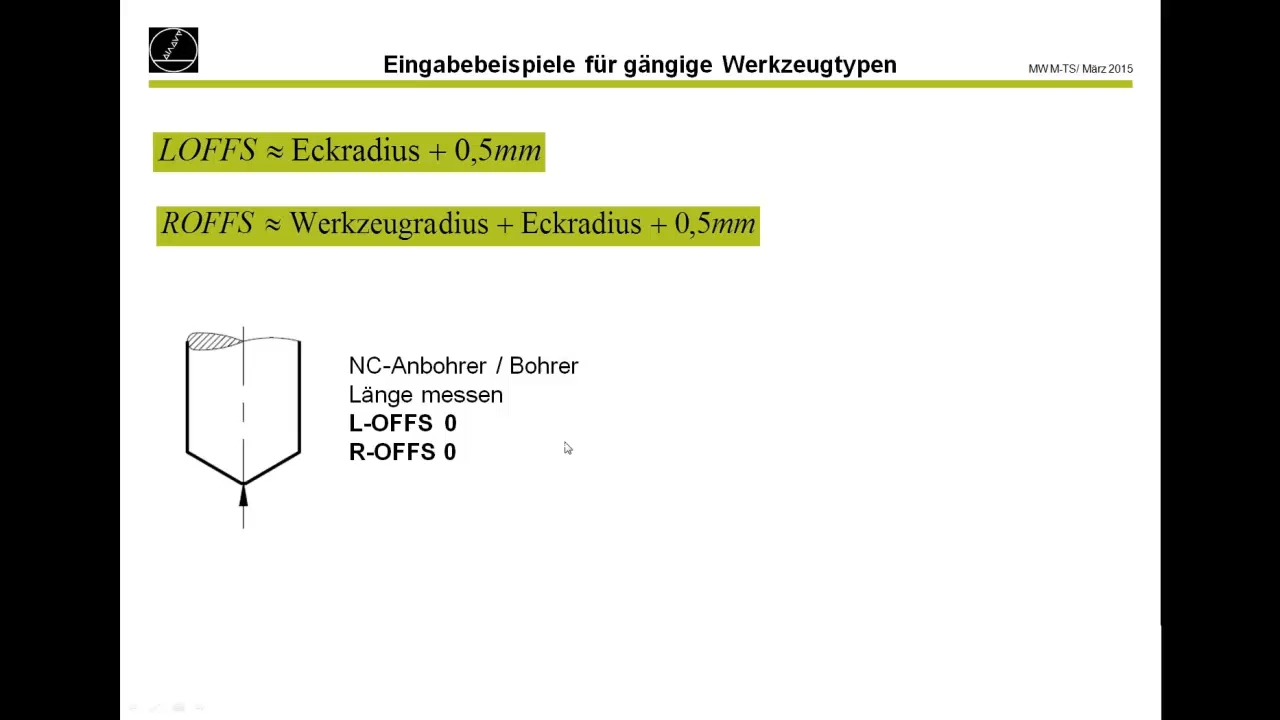 Eingabebeispiele für gängige Werkzeugtypen
MWM-TS/ März 2015
LOFFS ≈ Eckradius + 0,5mm
ROFFS ≈ Werkzeugradius + Eckradius + 0,5mm
NC-Anbohrer / Bohrer
Länge messen
L-OFFS 0
R-OFFS 0